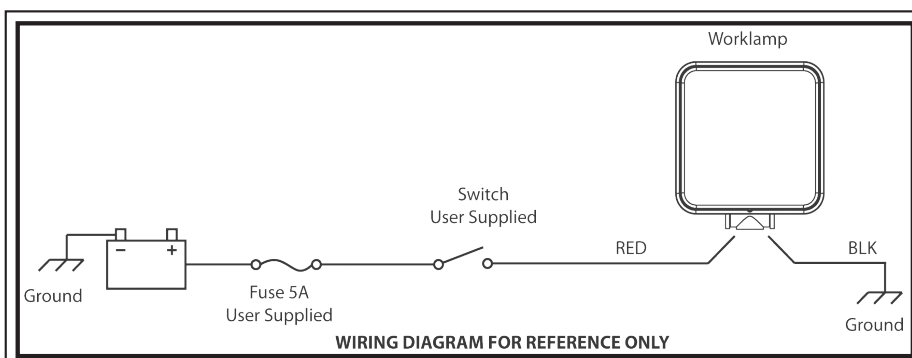 Worklamp
Switch
User Supplied
RED
BLK
− +
Ground
Fuse 5A
User Supplied
Ground
WIRING DIAGRAM FOR REFERENCE ONLY